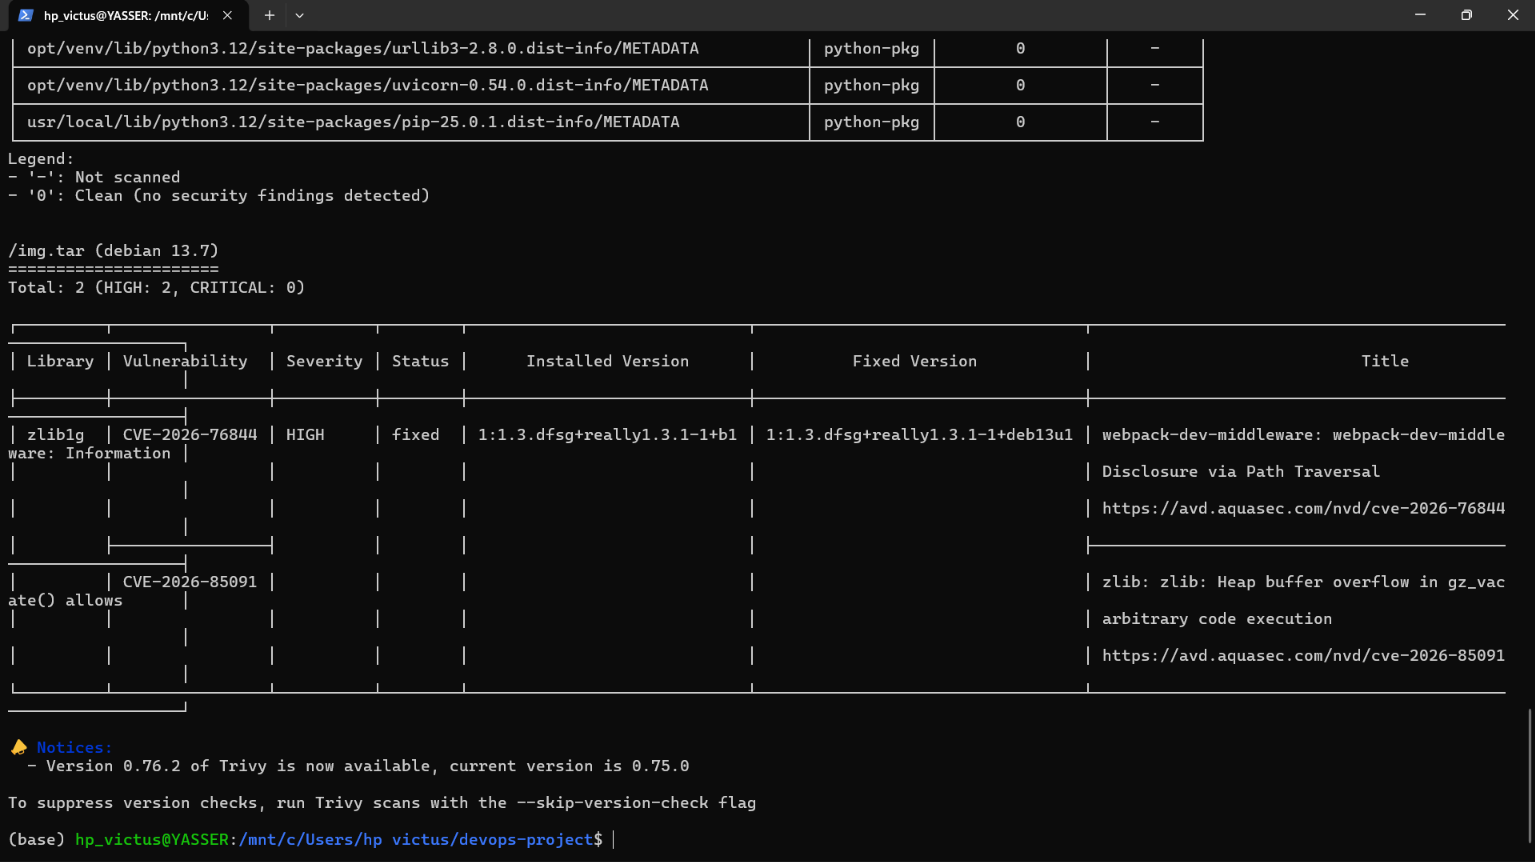 hp_victus@YASSER: /mnt/c/U
opt/venv/lib/python3.12/site-packages/urllib3-2.8.0.dist-info/METADATA │ python-pkg │ 0 │ -
opt/venv/lib/python3.12/site-packages/uvicorn-0.54.0.dist-info/METADATA │ python-pkg │ 0 │ -
usr/local/lib/python3.12/site-packages/pip-25.0.1.dist-info/METADATA │ python-pkg │ 0 │ -
Legend:
- '-': Not scanned
- '0': Clean (no security findings detected)
/img.tar (debian 13.7)
======================
Total: 2 (HIGH: 2, CRITICAL: 0)
│ Library │ Vulnerability │ Severity │ Status │ Installed Version │ Fixed Version │ Title
│ zlib1g │ CVE-2026-76844 │ HIGH │ fixed │ 1:1.3.dfsg+really1.3.1-1+b1 │ 1:1.3.dfsg+really1.3.1-1+deb13u1 │ webpack-dev-middleware: webpack-dev-middle
ware: Information │
│ Disclosure via Path Traversal
│ https://avd.aquasec.com/nvd/cve-2026-76844
│ CVE-2026-85091 │ zlib: zlib: Heap buffer overflow in gz_vac
ate() allows │
│ arbitrary code execution
│ https://avd.aquasec.com/nvd/cve-2026-85091
📣 Notices:
- Version 0.76.2 of Trivy is now available, current version is 0.75.0
To suppress version checks, run Trivy scans with the --skip-version-check flag
(base) hp_victus@YASSER:/mnt/c/Users/hp victus/devops-project$